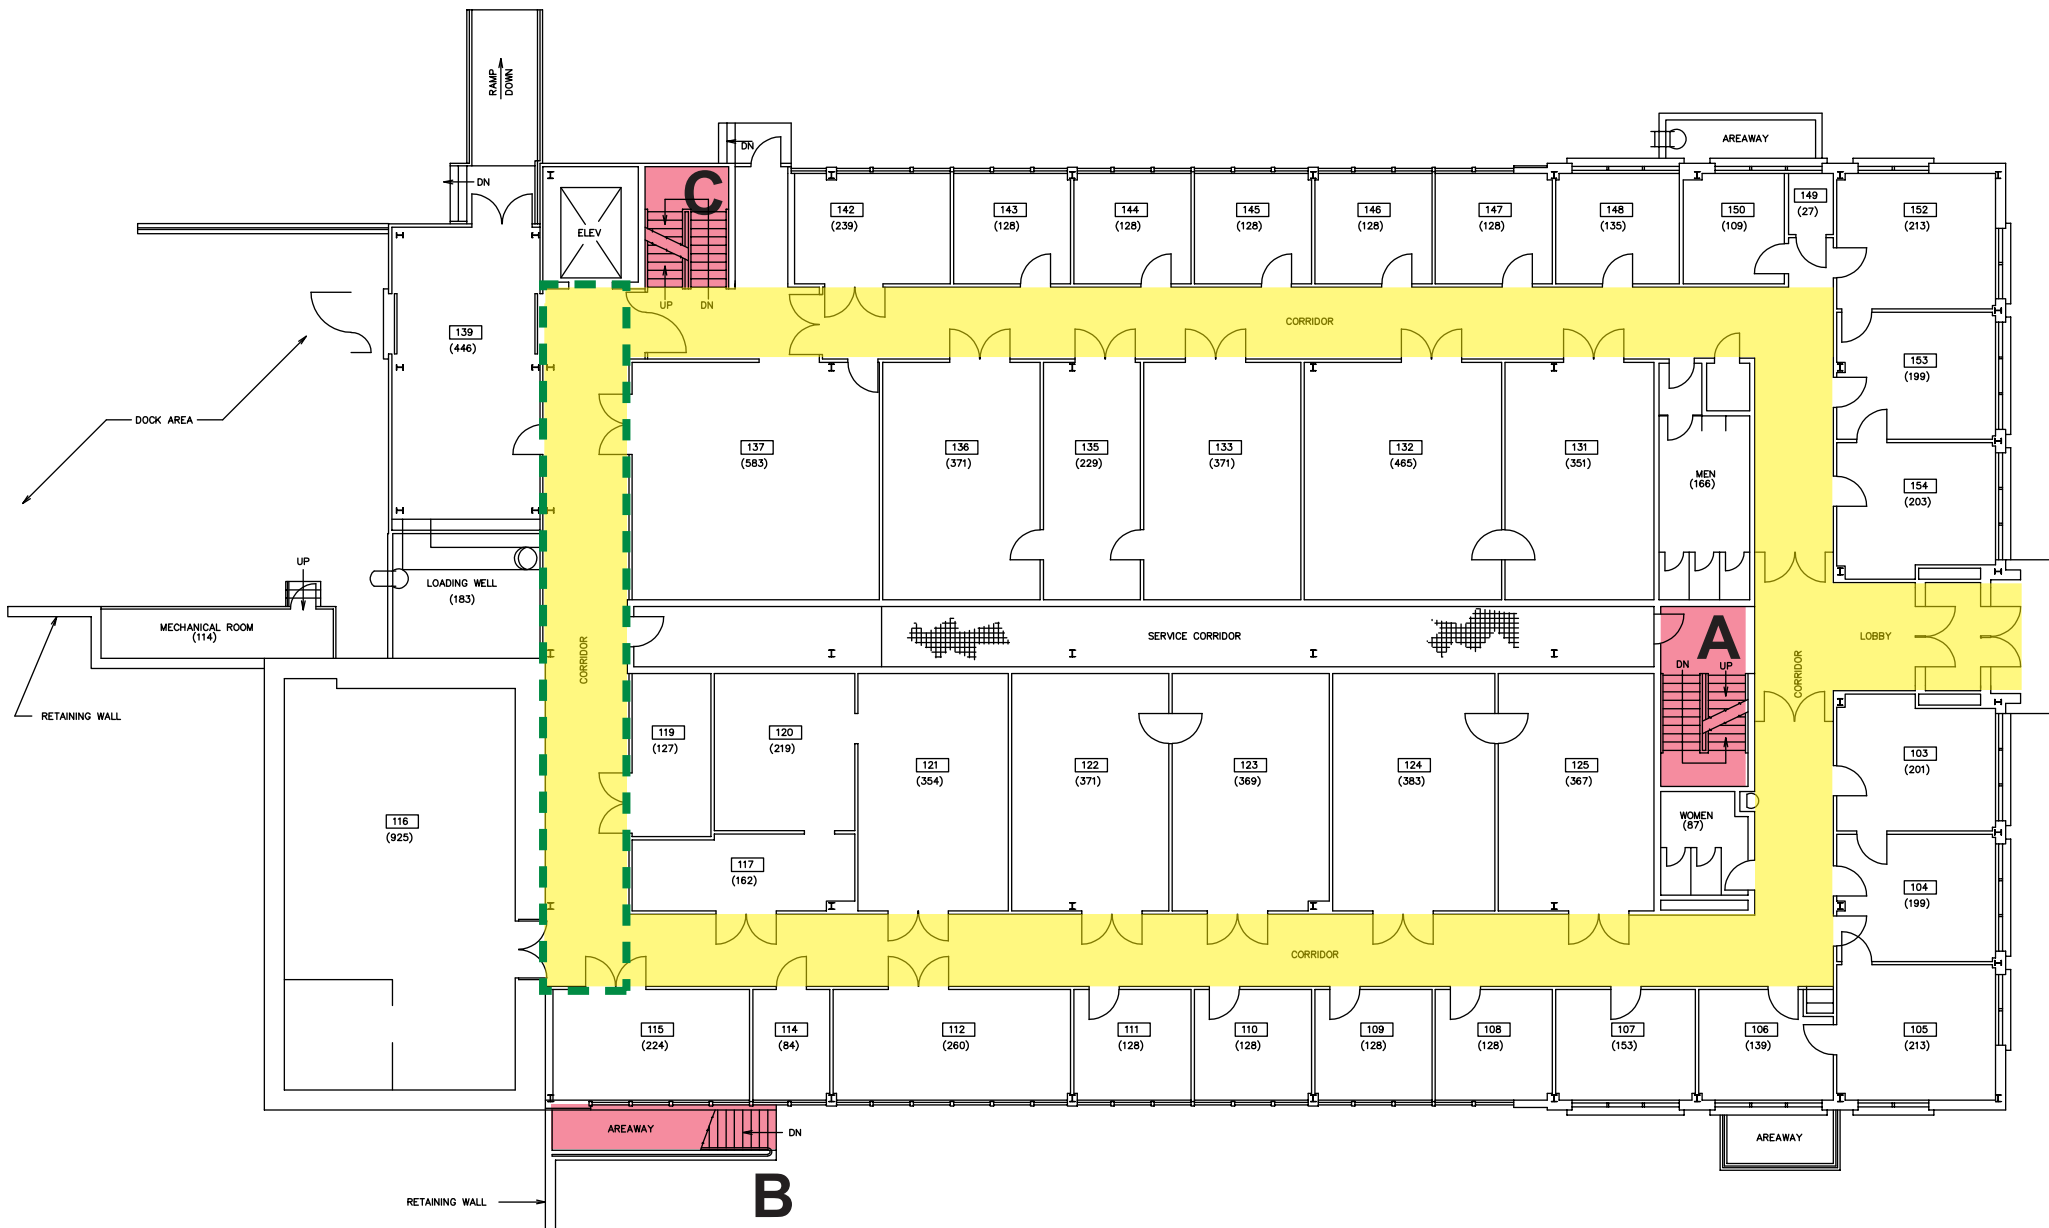 RAMP
DOWN
DN
AREAWAY
DN
C
ELEV
UP
DN
142
(239)
143
(128)
144
(128)
145
(128)
146
(128)
147
(128)
148
(135)
150
(109)
149
(27)
152
(213)
CORRIDOR
139
(446)
153
(199)
DOCK AREA
137
(583)
136
(371)
135
(229)
133
(371)
132
(465)
131
(351)
MEN
(166)
154
(203)
UP
LOADING WELL
(183)
MECHANICAL ROOM
(114)
CORRIDOR
SERVICE CORRIDOR
A
DN
UP
CORRIDOR
LOBBY
RETAINING WALL
119
(127)
120
(219)
121
(354)
122
(371)
123
(369)
124
(383)
125
(367)
103
(201)
116
(925)
WOMEN
(87)
117
(162)
104
(199)
CORRIDOR
115
(224)
114
(84)
112
(260)
111
(128)
110
(128)
109
(128)
108
(128)
107
(153)
106
(139)
105
(213)
AREAWAY
DN
AREAWAY
B
RETAINING WALL